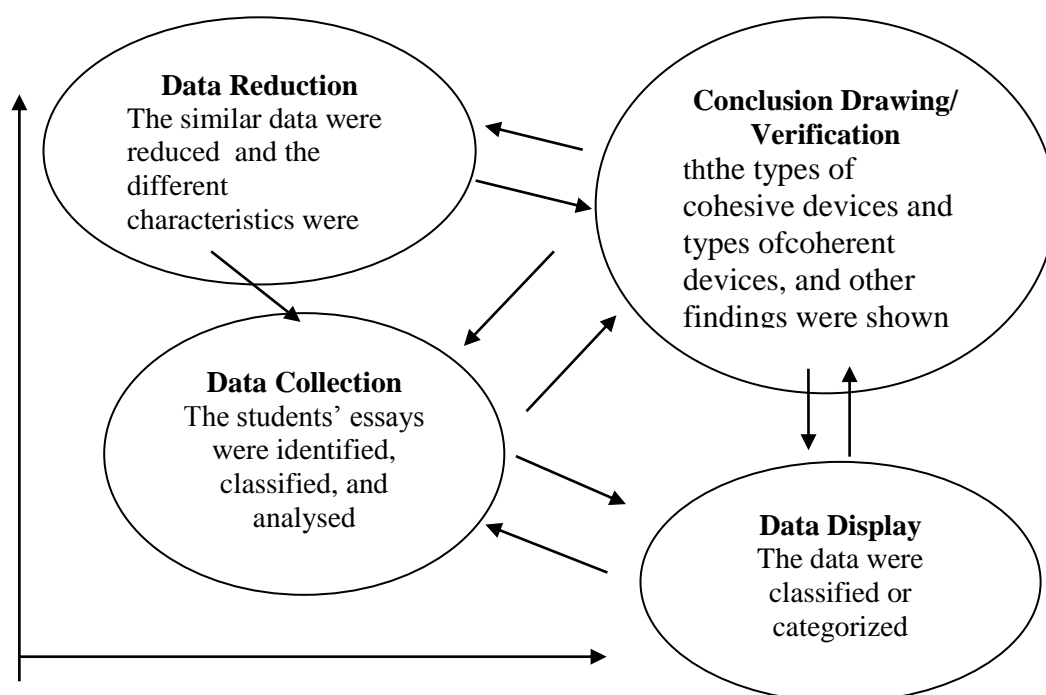 Data Reduction
The similar data were
reduced and the
different
characteristics were
Conclusion Drawing/
Verification
ththe types of
cohesive devices and
types ofcoherent
devices, and other
findings were shown
Data Collection
The students’ essays
were identified,
classified, and
analysed
Data Display
The data were
classified or
categorized